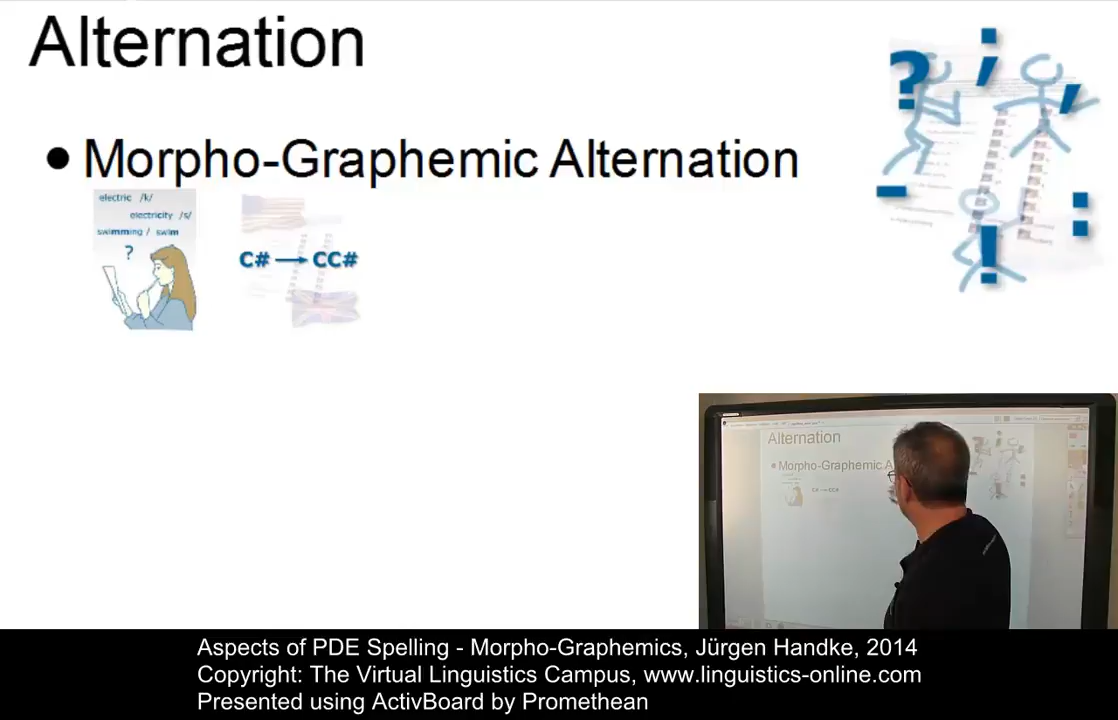 Alternation
• Morpho-Graphemic Alternation
electric /k/
electricity /s/
swimming / swim
?
C# → CC#
? ; , - ! :
Alternation
• Morpho-Graphemic A
C# → CC#
Aspects of PDE Spelling - Morpho-Graphemics, Jürgen Handke, 2014
Copyright: The Virtual Linguistics Campus, www.linguistics-online.com
Presented using ActivBoard by Promethean